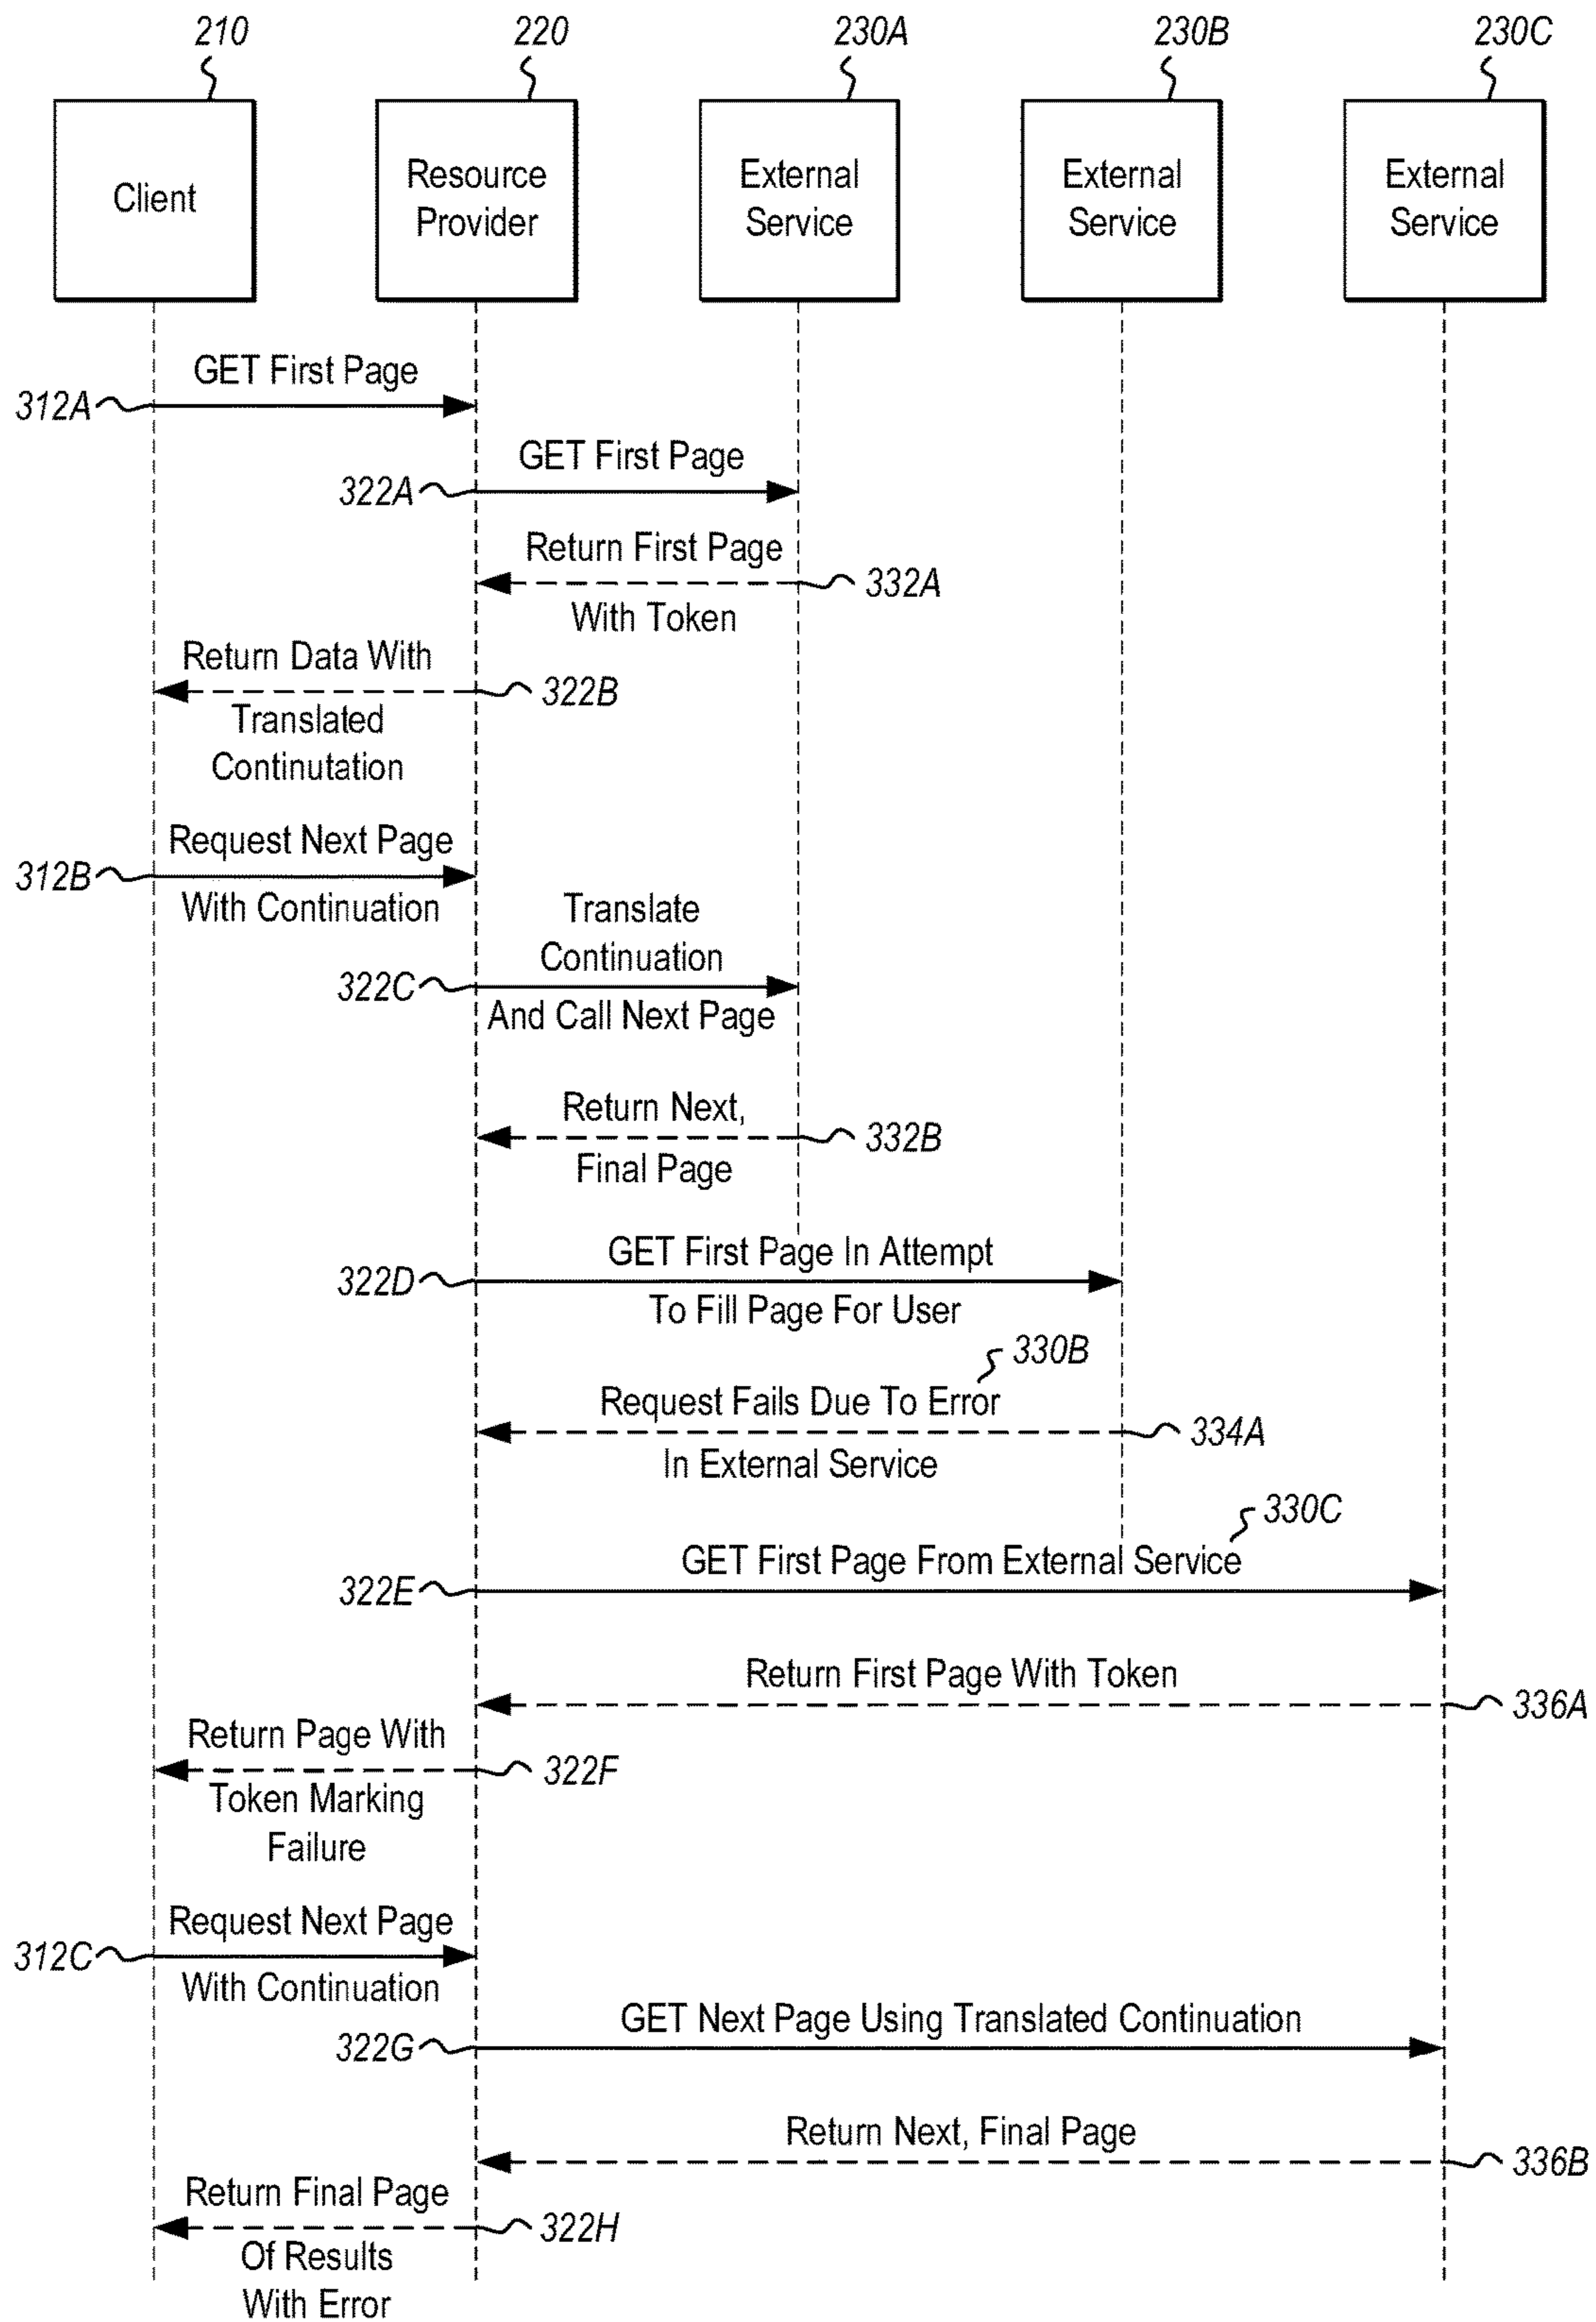 210
220
230A
230B
230C
Client
Resource
Provider
External
Service
External
Service
External
Service
GET First Page
312A
GET First Page
322A
Return First Page
332A
With Token
Return Data With
322B
Translated
Continutation
Request Next Page
312B
With Continuation
Translate
Continuation
322C
And Call Next Page
Return Next,
332B
Final Page
GET First Page In Attempt
322D
To Fill Page For User
330B
Request Fails Due To Error
334A
In External Service
330C
GET First Page From External Service
322E
Return First Page With Token
336A
Return Page With
322F
Token Marking
Failure
Request Next Page
312C
With Continuation
GET Next Page Using Translated Continuation
322G
Return Next, Final Page
336B
Return Final Page
322H
Of Results
With Error